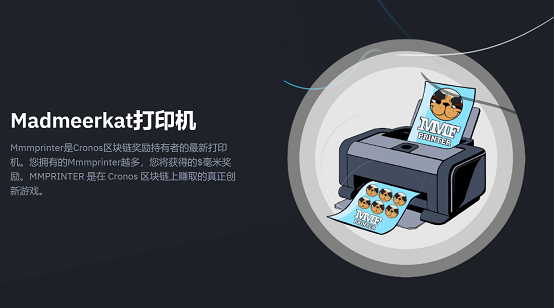 Madmeerkat打印机
Mmmprinter是Cronos区块链奖励持有者的最新打印
机。您拥有的Mmmprinter越多，您将获得的$毫米奖
励。MMPRINTER 是在 Cronos 区块链上赚取的真正创
新游戏。
MMF
PRINTER
MMF
PRINTER